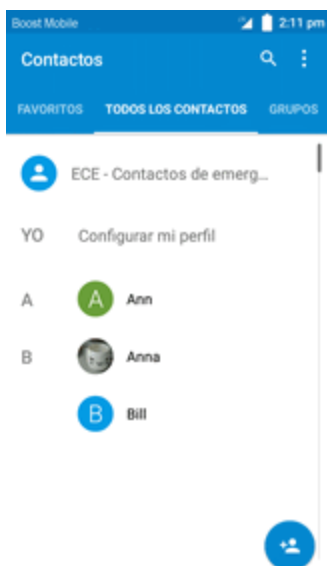 Boost Mobile 2:11 pm
Contactos
FAVORITOS TODOS LOS CONTACTOS GRUPOS
ECE - Contactos de emerg...
YO Configurar mi perfil
A A Ann
B Anna
B Bill